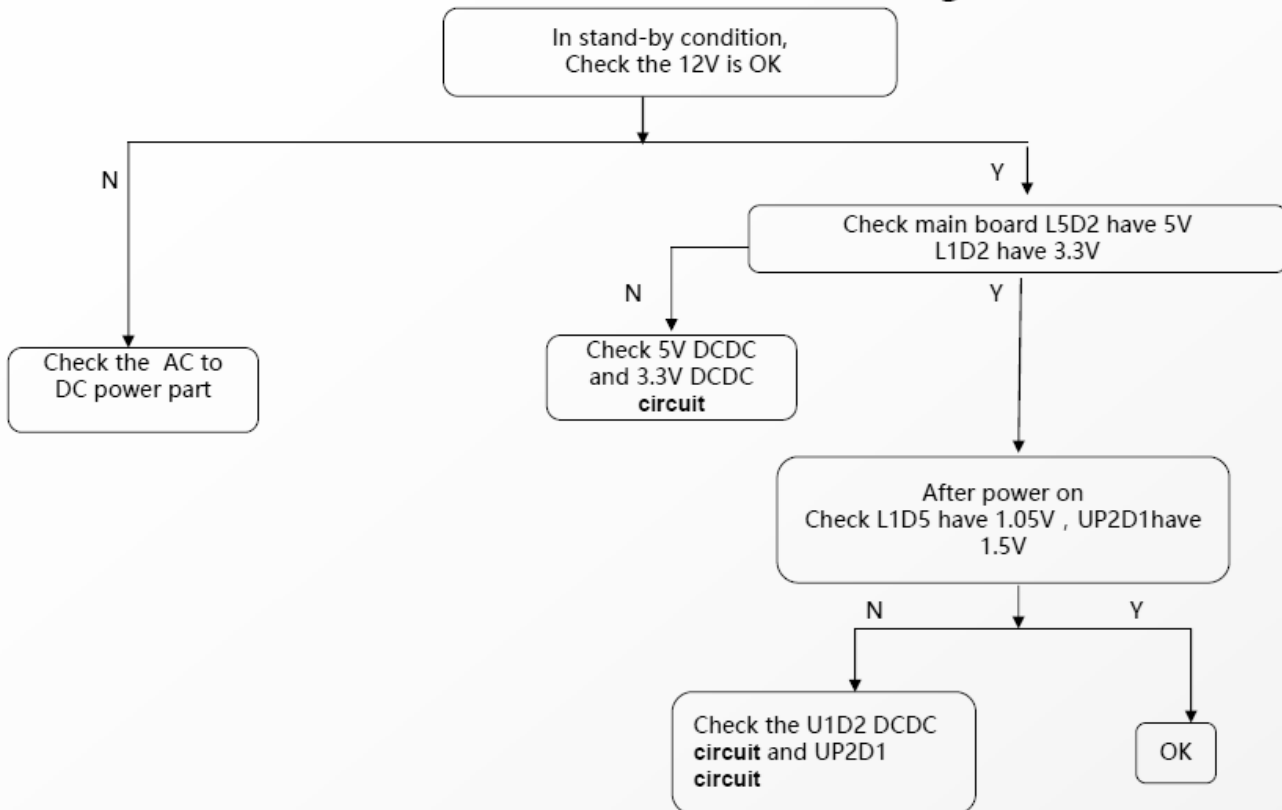 In stand-by condition,
Check the 12V is OK
N
Y
Check main board L5D2 have 5V
L1D2 have 3.3V
N
Y
Check the AC to
DC power part
Check 5V DCDC
and 3.3V DCDC
circuit
After power on
Check L1D5 have 1.05V , UP2D1have
1.5V
N
Y
Check the U1D2 DCDC
circuit and UP2D1
circuit
OK